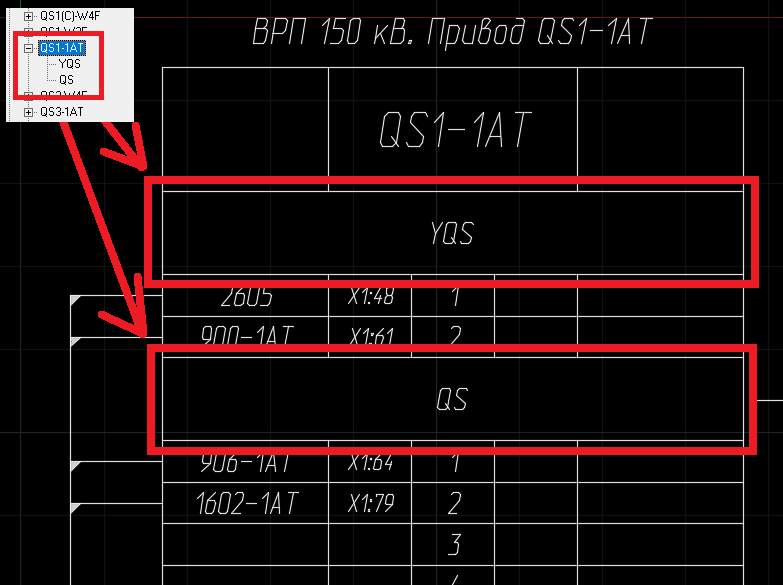 QS1(C)-W4F
QS1-1AT
YQS
QS
QS3-1AT
ВРП 150 кВ. Привод QS1-1AT
QS1-1AT
YQS
2605 X1:48 1
900-1AT X1:61 2
QS
906-1AT X1:64 1
1602-1AT X1:79 2
3